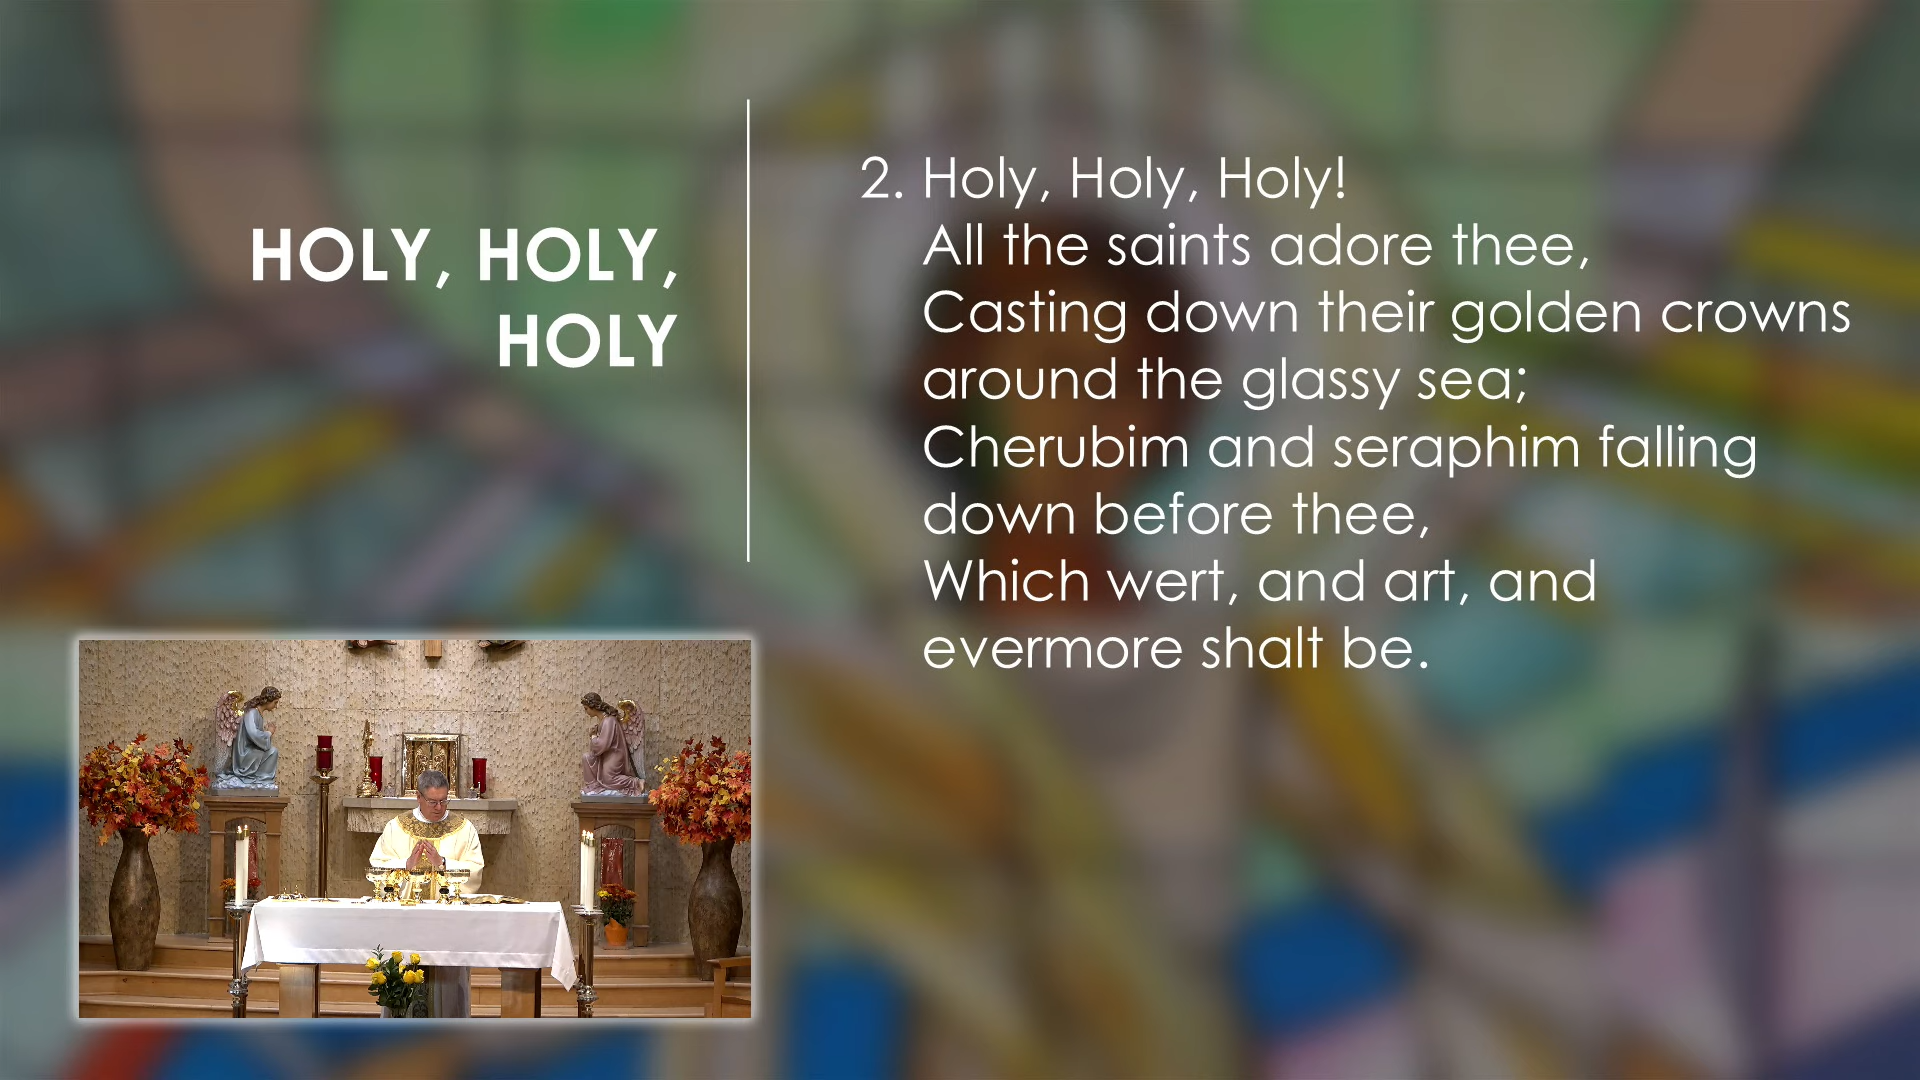 HOLY, HOLY,
HOLY
2. Holy, Holy, Holy!
All the saints adore thee,
Casting down their golden crowns
around the glassy sea;
Cherubim and seraphim falling
down before thee,
Which wert, and art, and
evermore shalt be.